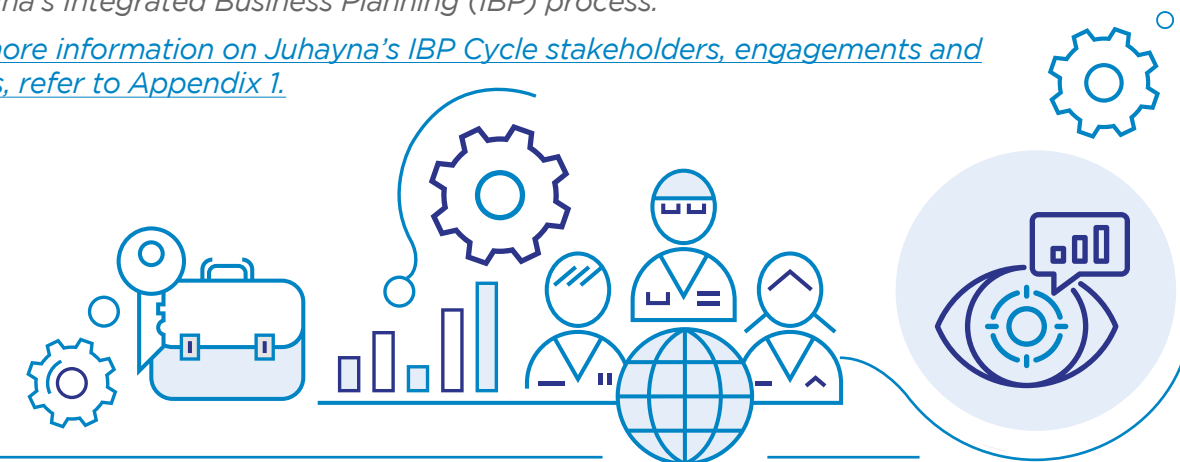 na's Integrated Business Planning (IBP) process.
ore information on Juhayna's IBP Cycle stakeholders, engagements and
s, refer to Appendix 1.